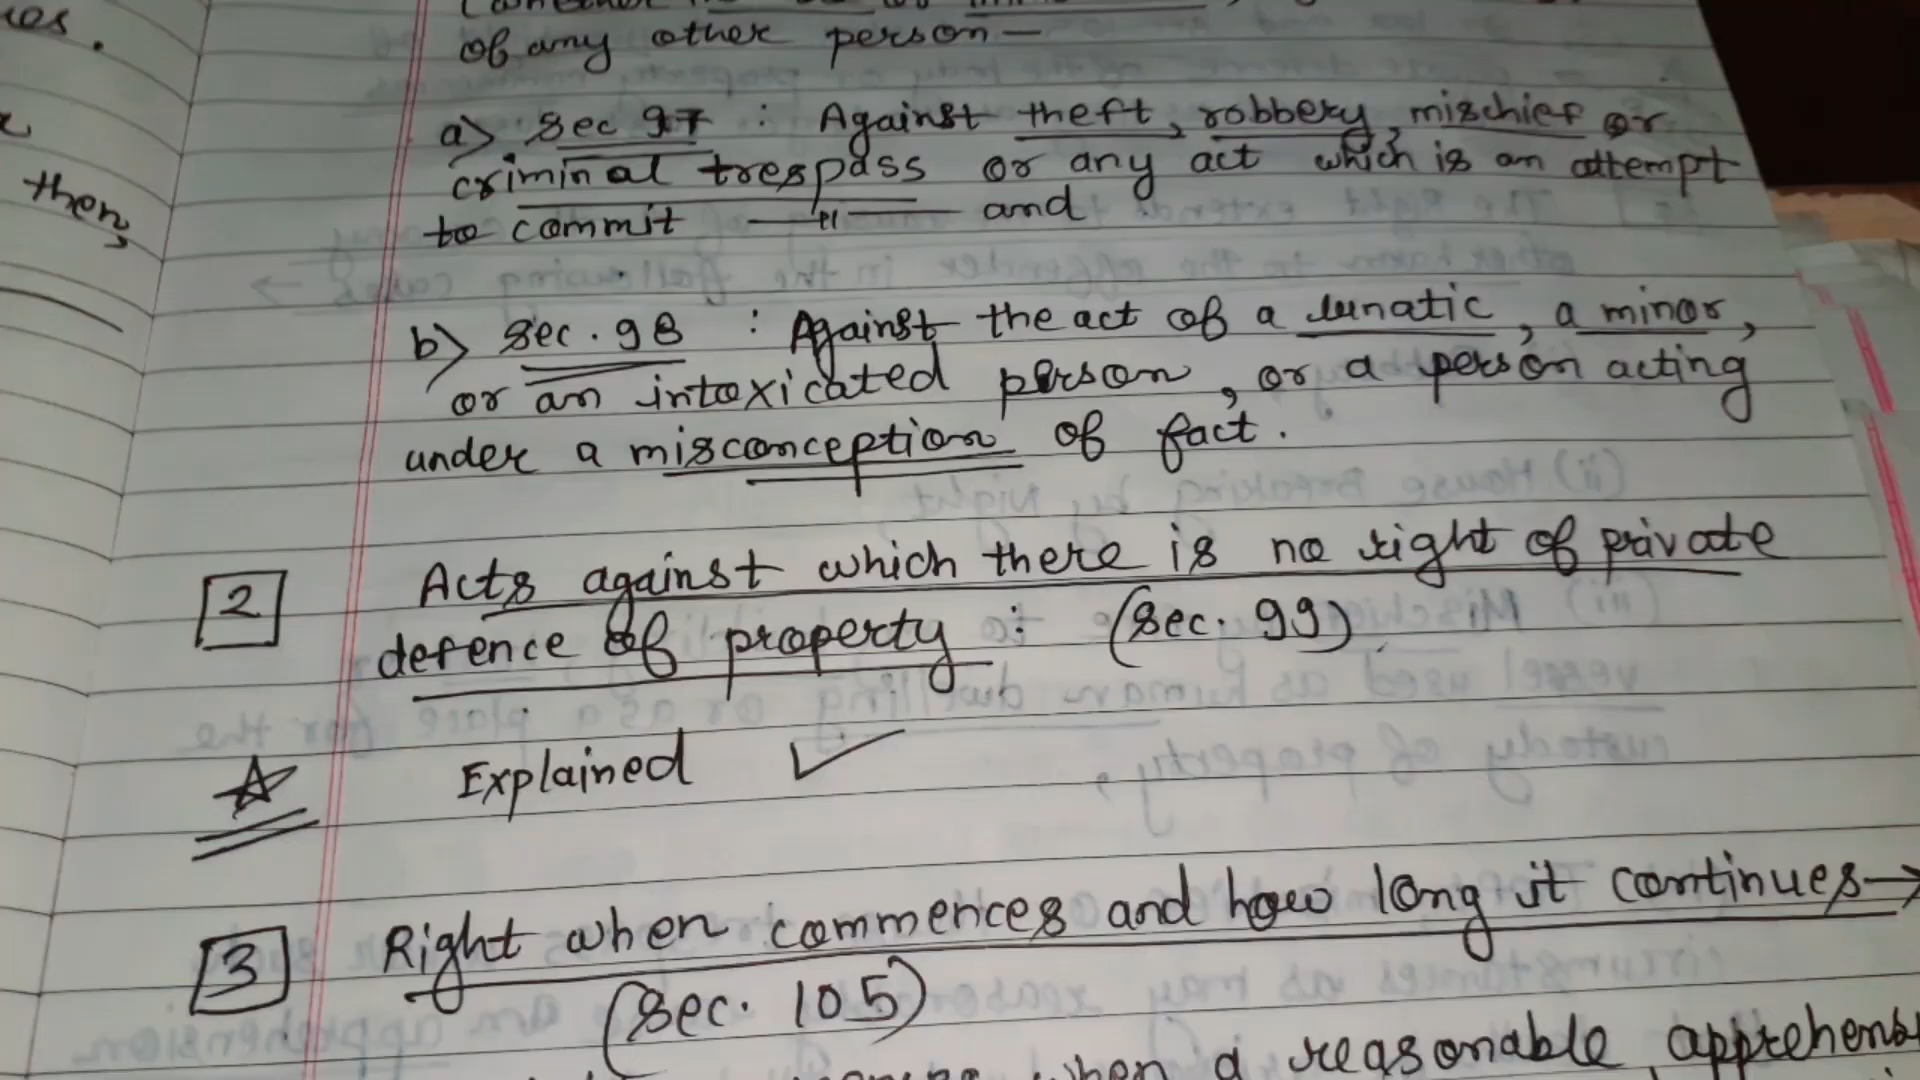 of any other person—
a) sec 97 : Against theft, robbery, mischief or
criminal trespass or any act which is an attempt
to commit —— 〃 —— and
b) sec. 98 : Against the act of a lunatic, a minor,
or an intoxicated person, or a person acting
under a misconception of fact.
2 Acts against which there is no right of private
defence of property : (sec. 99)
Explained ✓
3 Right when commences and how long it continues→
(sec. 105)
when a reasonable
them,